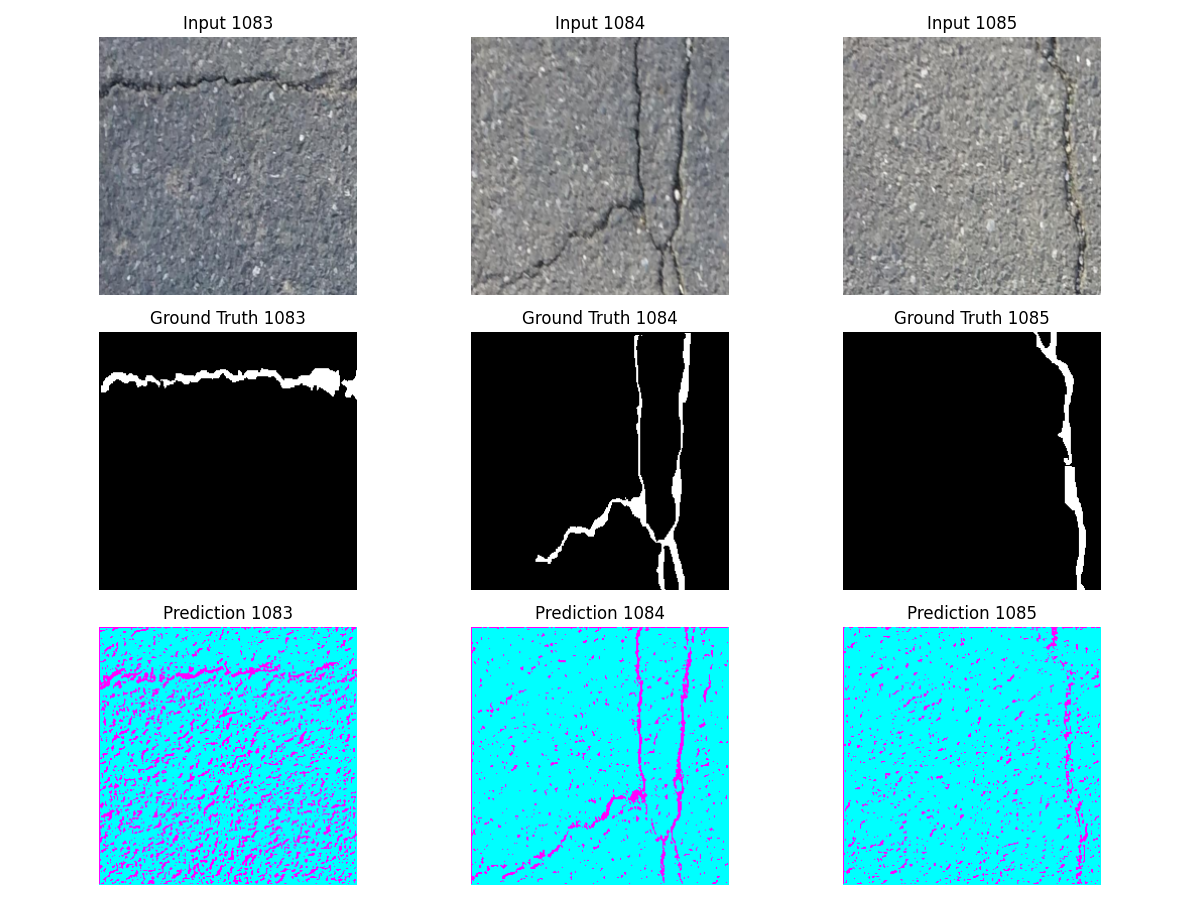 Input 1083
Input 1084
Input 1085
Ground Truth 1083
Ground Truth 1084
Ground Truth 1085
Prediction 1083
Prediction 1084
Prediction 1085